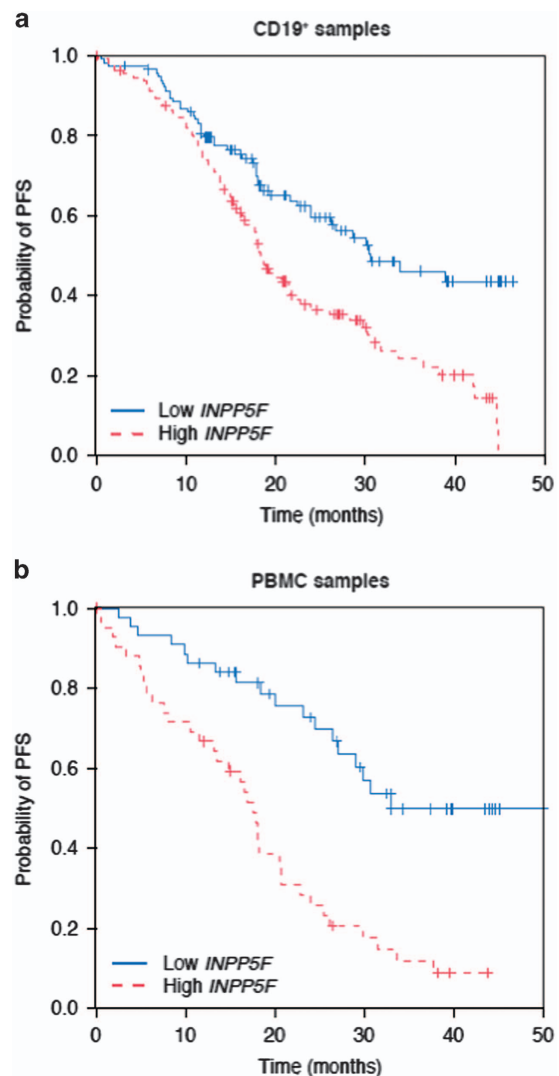 a
CD19⁺ samples
Probability of PFS
1.0
0.8
0.6
0.4
0.2
0.0
Low INPP5F
High INPP5F
0 10 20 30 40 50
Time (months)
b
PBMC samples
Probability of PFS
1.0
0.8
0.6
0.4
0.2
0.0
Low INPP5F
High INPP5F
0 10 20 30 40 50
Time (months)